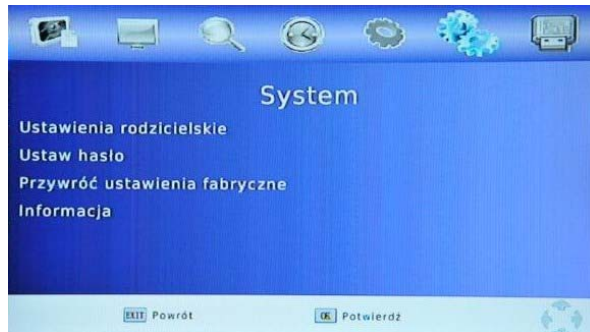 System
Ustawienia rodzicielskie
Ustaw hasło
Przywróć ustawienia fabryczne
Informacja
EXIT Powrót OK Potwierdź